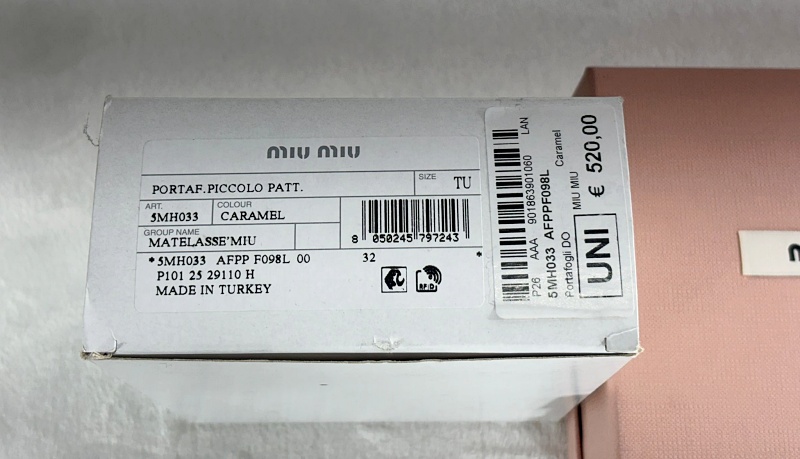 miu miu
PORTAF.PICCOLO PATT.
SIZE
TU
ART.
5MH033
COLOUR
CARAMEL
GROUP NAME
MATELASSE'MIU
8 050245 797243
*5MH033 AFPP F098L 00 32 *
P101 25 29110 H
MADE IN TURKEY
RFID
P26 AAA 901863901060 LAN
5MH033 AFPPF098L
Portafogli DO MIU MIU Caramel
UNI € 520,00